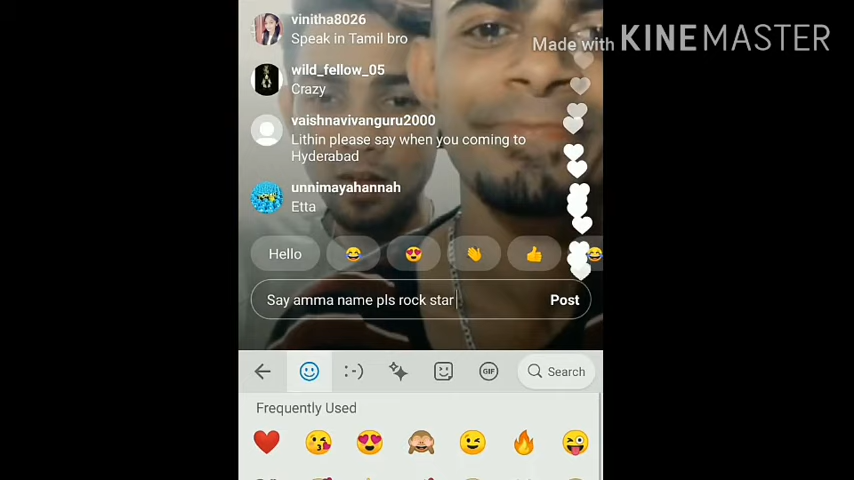 vinitha8026
Speak in Tamil bro
Made with KINEMASTER
wild_fellow_05
Crazy
vaishnavivanguru2000
Lithin please say when you coming to
Hyderabad
unnimayahannah
Etta
Hello
Say amma name pls rock star
Post
:-)
GIF
Search
Frequently Used